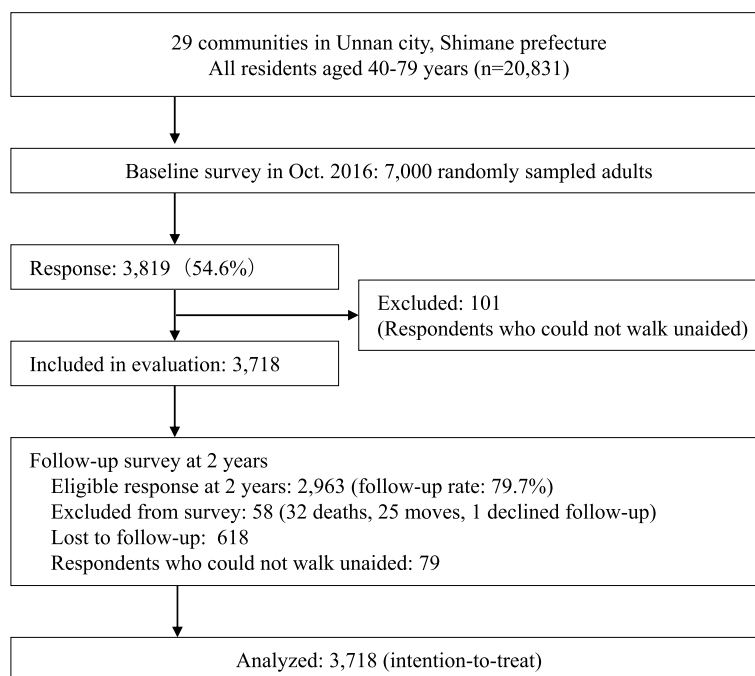 29 communities in Unnan city, Shimane prefecture
All residents aged 40-79 years (n=20,831)
Baseline survey in Oct. 2016: 7,000 randomly sampled adults
Response: 3,819（54.6%）
Excluded: 101
(Respondents who could not walk unaided)
Included in evaluation: 3,718
Follow-up survey at 2 years
Eligible response at 2 years: 2,963 (follow-up rate: 79.7%)
Excluded from survey: 58 (32 deaths, 25 moves, 1 declined follow-up)
Lost to follow-up: 618
Respondents who could not walk unaided: 79
Analyzed: 3,718 (intention-to-treat)